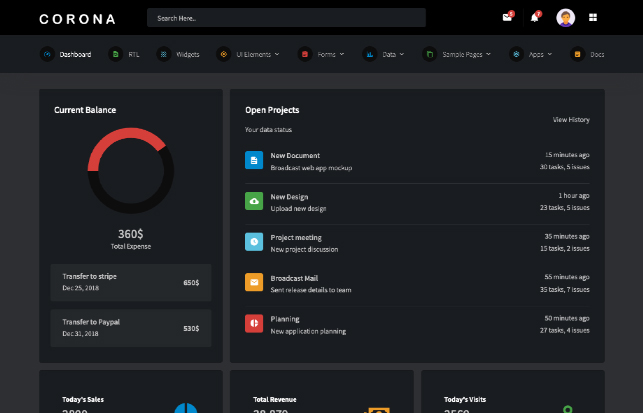 CORONA
Search Here..
Dashboard
RTL
Widgets
UI Elements
Forms
Data
Sample Pages
Apps
Docs
Current Balance
360$
Total Expense
Transfer to stripe
Dec 25, 2018
650$
Transfer to Paypal
Dec 31, 2018
530$
Open Projects
View History
Your data status
New Document
Broadcast web app mockup
15 minutes ago
30 tasks, 5 issues
New Design
Upload new design
1 hour ago
23 tasks, 5 issues
Project meeting
New project discussion
35 minutes ago
15 tasks, 2 issues
Broadcast Mail
Sent release details to team
55 minutes ago
35 tasks, 7 issues
Planning
New application planning
50 minutes ago
27 tasks, 4 issues
Today's Sales
Total Revenue
Today's Visits